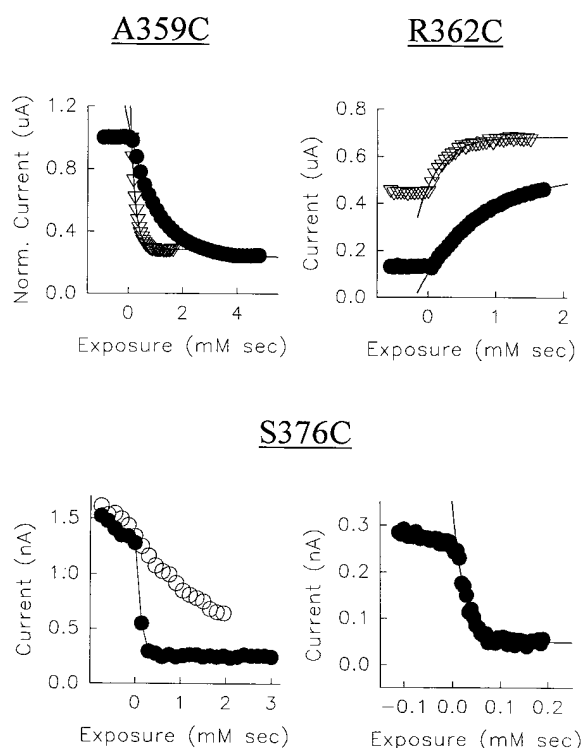 A359C
R362C
Norm. Current (uA)
1.2
0.8
0.4
0.0
0 2 4
Exposure (mM sec)
Current (uA)
0.8
0.6
0.4
0.2
0.0
0 1 2
Exposure (mM sec)
S376C
Current (nA)
1.5
1.0
0.5
0.0
0 1 2 3
Exposure (mM sec)
Current (nA)
0.3
0.2
0.1
0.0
−0.1 0.0 0.1 0.2
Exposure (mM sec)